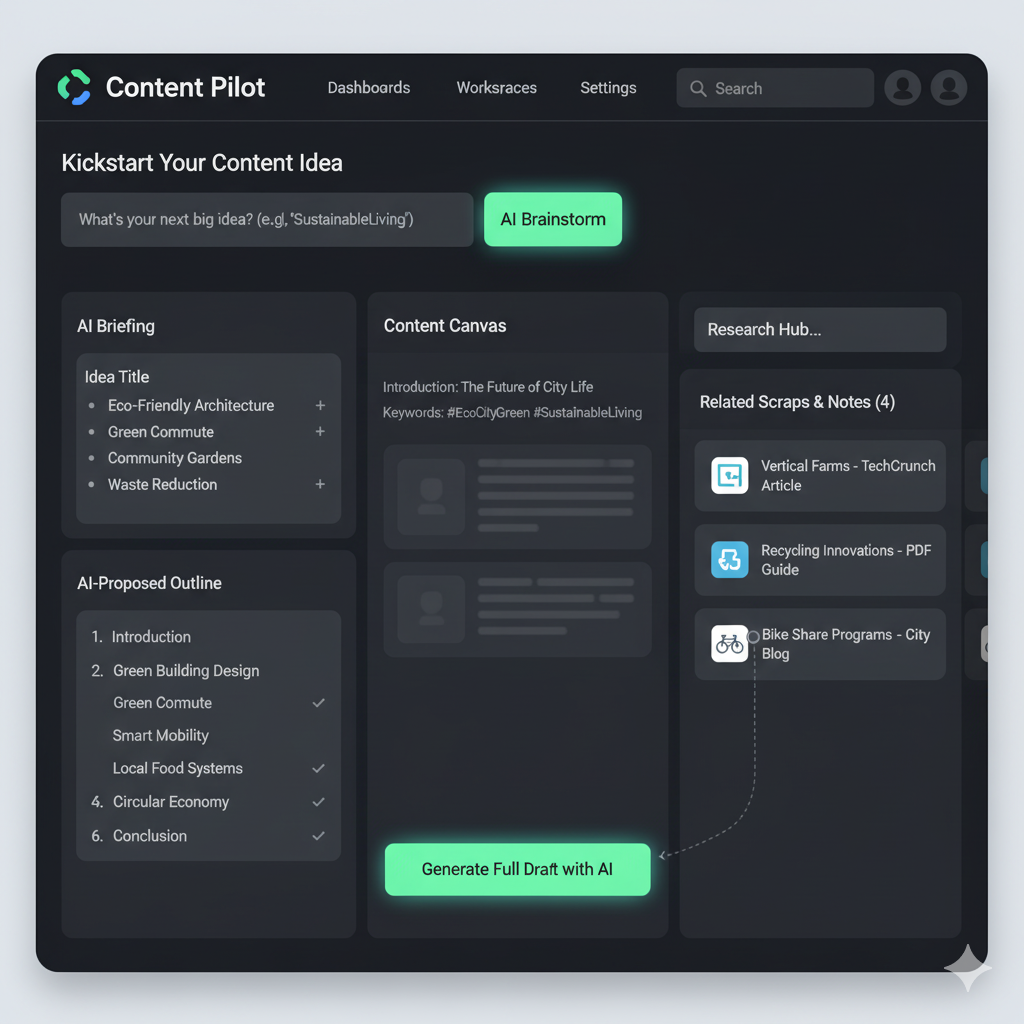 Content Pilot
Dashboards
Worksraces
Settings
Search
Kickstart Your Content Idea
What's your next big idea? (e.g|, "SustainableLiving")
AI Brainstorm
AI Briefing
Idea Title
• Eco-Friendly Architecture +
• Green Commute +
• Community Gardens
• Waste Reduction +
AI-Proposed Outline
1. Introduction
2. Green Building Design
Green Comute
Smart Mobility
Local Food Systems
4. Circular Economy
6. Conclusion
Content Canvas
Introduction: The Future of City Life
Keywords: #EcoCityGreen #SustainableLiving
Generate Full Draft with AI
Research Hub...
Related Scraps & Notes (4)
Vertical Farms - TechCrunch
Article
Recycling Innovations - PDF
Guide
Bike Share Programs - City
Blog